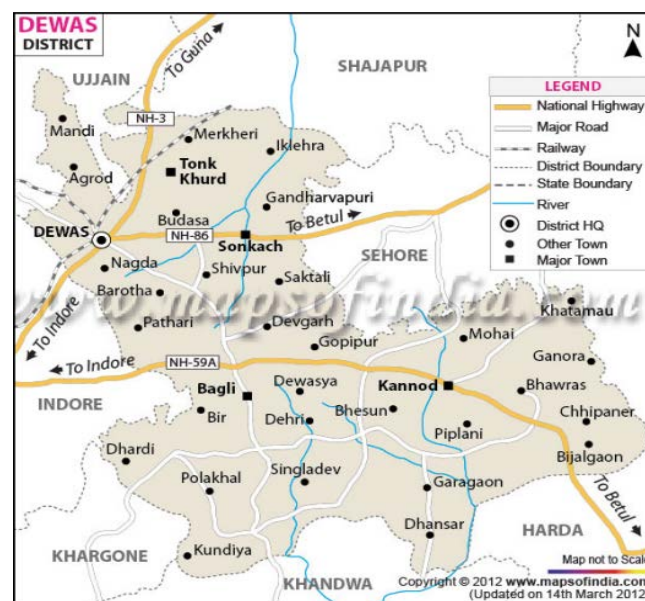 DEWAS
DISTRICT
N
UJJAIN
SHAJAPUR
To Guna
NH-3
LEGEND
National Highway
Major Road
Railway
District Boundary
State Boundary
River
District HQ
Other Town
Major Town
Mandi
Merkheri
Iklehra
Agrod
Tonk
Khurd
Gandharvapuri
Budasa
To Betul
DEWAS
NH-86
Sonkach
SEHORE
Nagda
Shivpur
Saktali
www.mapsofindia.com
Barotha
Khatamau
Pathari
Devgarh
Mohai
To Indore
Gopipur
Ganora
To Indore
NH-59A
Dewasya
Kannod
Bhawras
INDORE
Bagli
Bir
Dehri
Bhesun
Chhipaner
Piplani
Dhardi
Bijalgaon
Polakhal
Singladev
Garagaon
To Betul
Dhansar
HARDA
KHARGONE
Kundiya
KHANDWA
Map not to Scale
Copyright © 2012 www.mapsofindia.com
(Updated on 14th March 2012)